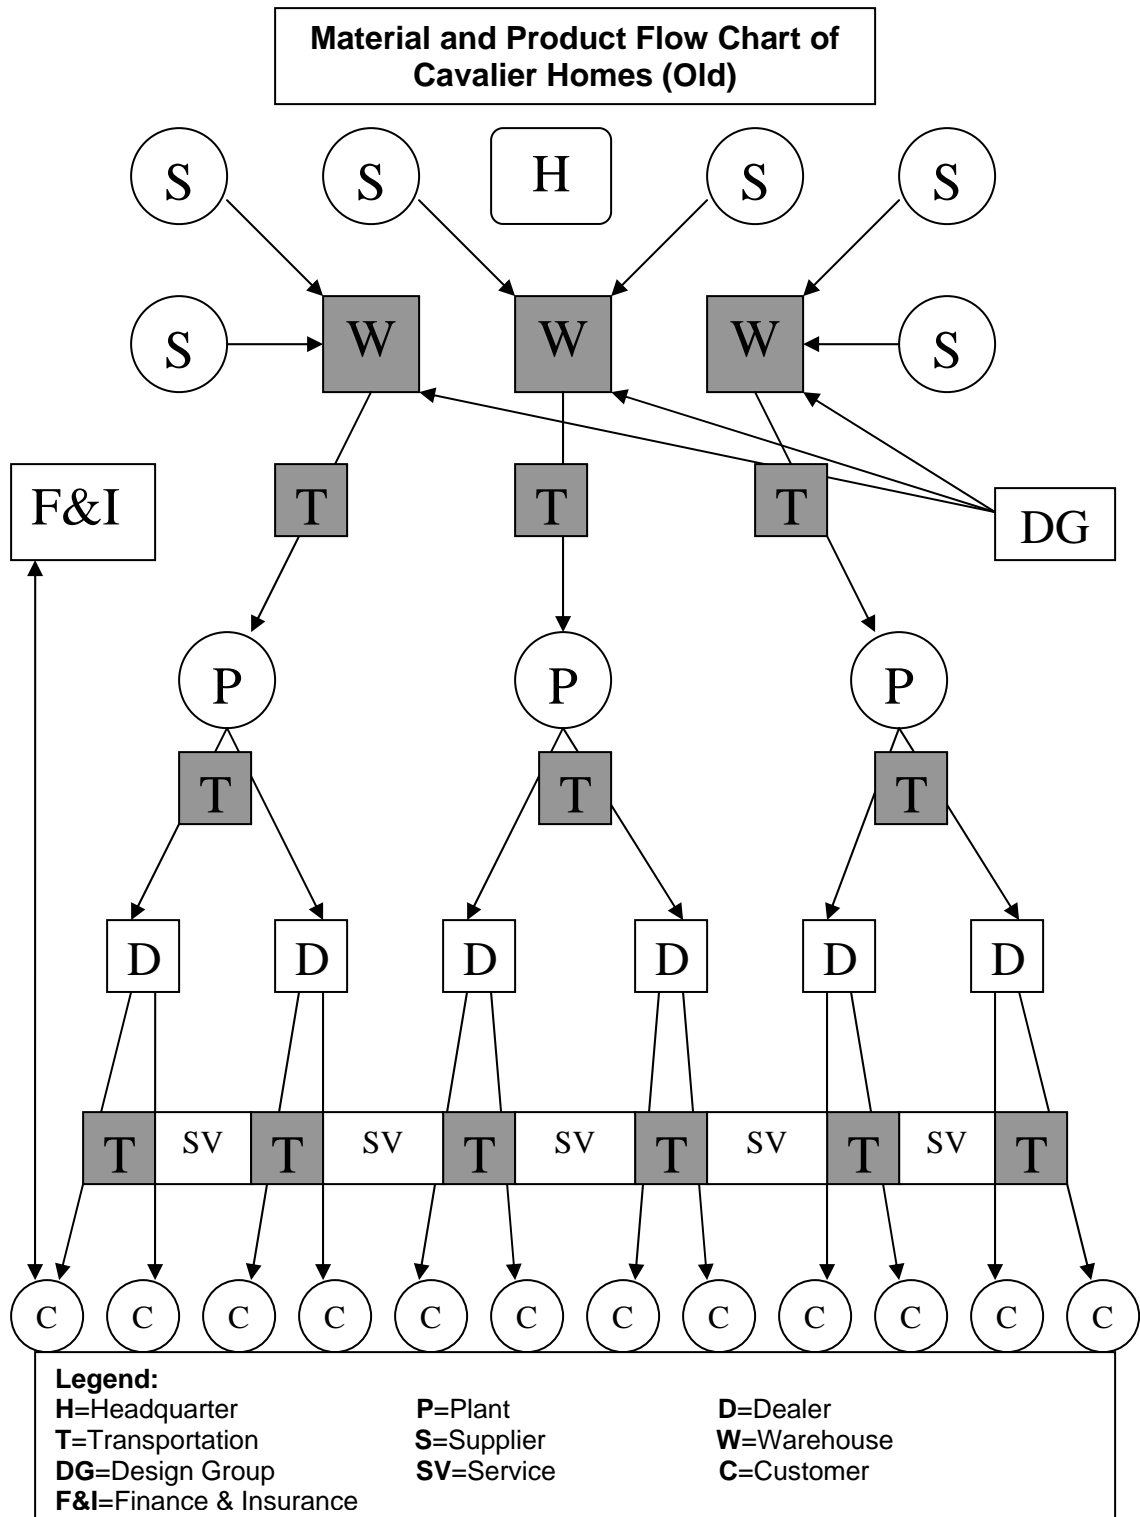 Material and Product Flow Chart of
Cavalier Homes (Old)
S S H S S
S W W W S
F&I T T T DG
P P P
T T T
D D D D D D
T SV T SV T SV T SV T SV T
C C C C C C C C C C C C
Legend:
H=Headquarter P=Plant D=Dealer
T=Transportation S=Supplier W=Warehouse
DG=Design Group SV=Service C=Customer
F&I=Finance & Insurance